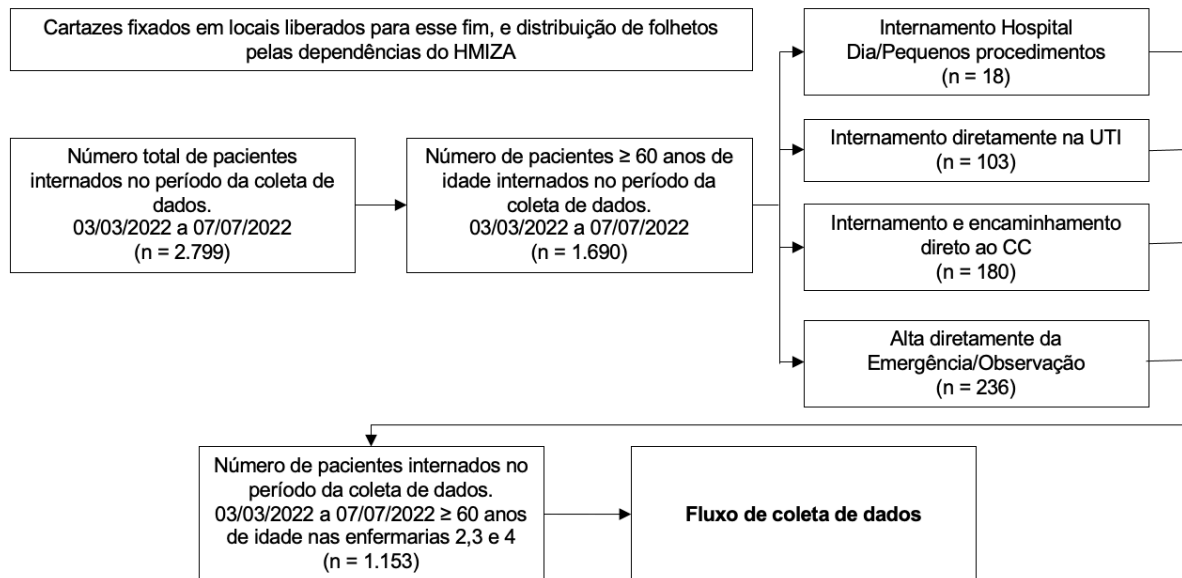 Cartazes fixados em locais liberados para esse fim, e distribuição de folhetos
pelas dependências do HMIZA
Número total de pacientes
internados no período da coleta de
dados.
03/03/2022 a 07/07/2022
(n = 2.799)
Número de pacientes ≥ 60 anos de
idade internados no período da
coleta de dados.
03/03/2022 a 07/07/2022
(n = 1.690)
Internamento Hospital
Dia/Pequenos procedimentos
(n = 18)
Internamento diretamente na UTI
(n = 103)
Internamento e encaminhamento
direto ao CC
(n = 180)
Alta diretamente da
Emergência/Observação
(n = 236)
Número de pacientes internados no
período da coleta de dados.
03/03/2022 a 07/07/2022 ≥ 60 anos
de idade nas enfermarias 2,3 e 4
(n = 1.153)
Fluxo de coleta de dados